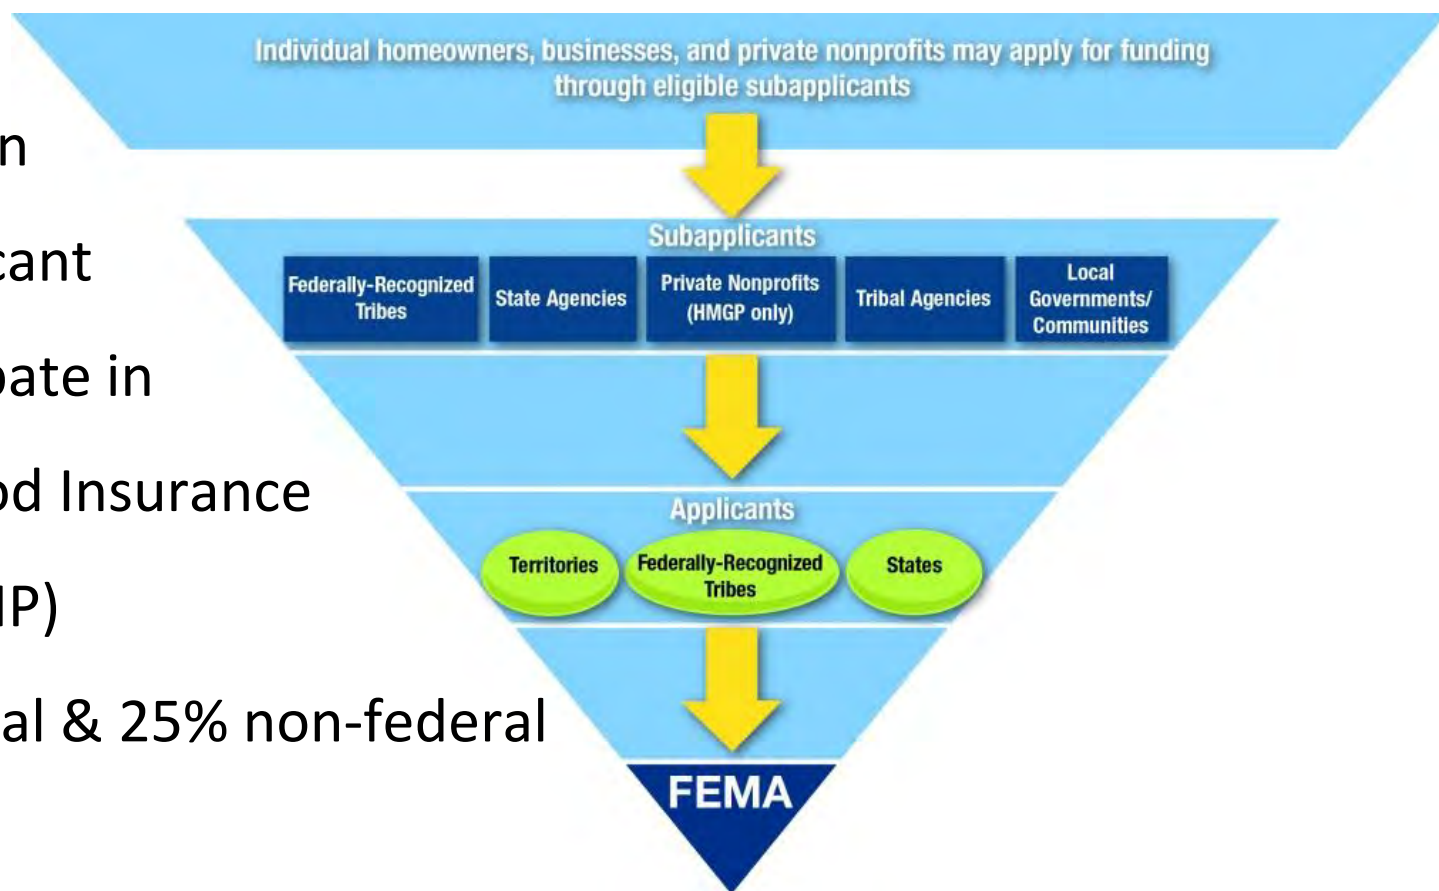 Individual homeowners, businesses, and private nonprofits may apply for funding
through eligible subapplicants
n
cant
pate in
od Insurance
IP)
al & 25% non-federal
Subapplicants
Federally-Recognized
Tribes
State Agencies
Private Nonprofits
(HMGP only)
Tribal Agencies
Local
Governments/
Communities
Applicants
Territories
Federally-Recognized
Tribes
States
FEMA